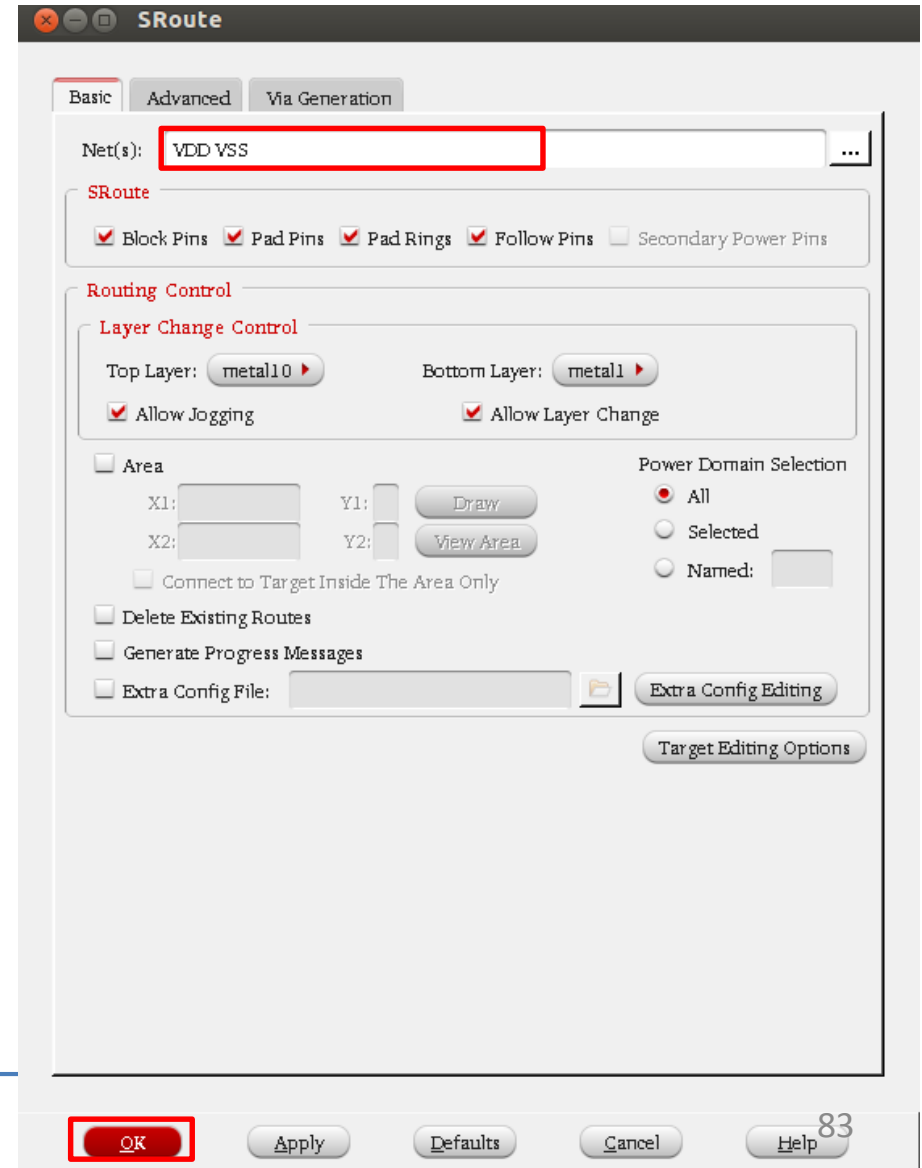 SRoute
Basic Advanced Via Generation
Net(s): VDD VSS ...
SRoute
Block Pins Pad Pins Pad Rings Follow Pins Secondary Power Pins
Routing Control
Layer Change Control
Top Layer: metal10 Bottom Layer: metal1
Allow Jogging Allow Layer Change
Area Power Domain Selection
X1: Y1: Draw All
X2: Y2: View Area Selected
Named:
Connect to Target Inside The Area Only
Delete Existing Routes
Generate Progress Messages
Extra Config File: Extra Config Editing
Target Editing Options
OK Apply Defaults Cancel Help 83